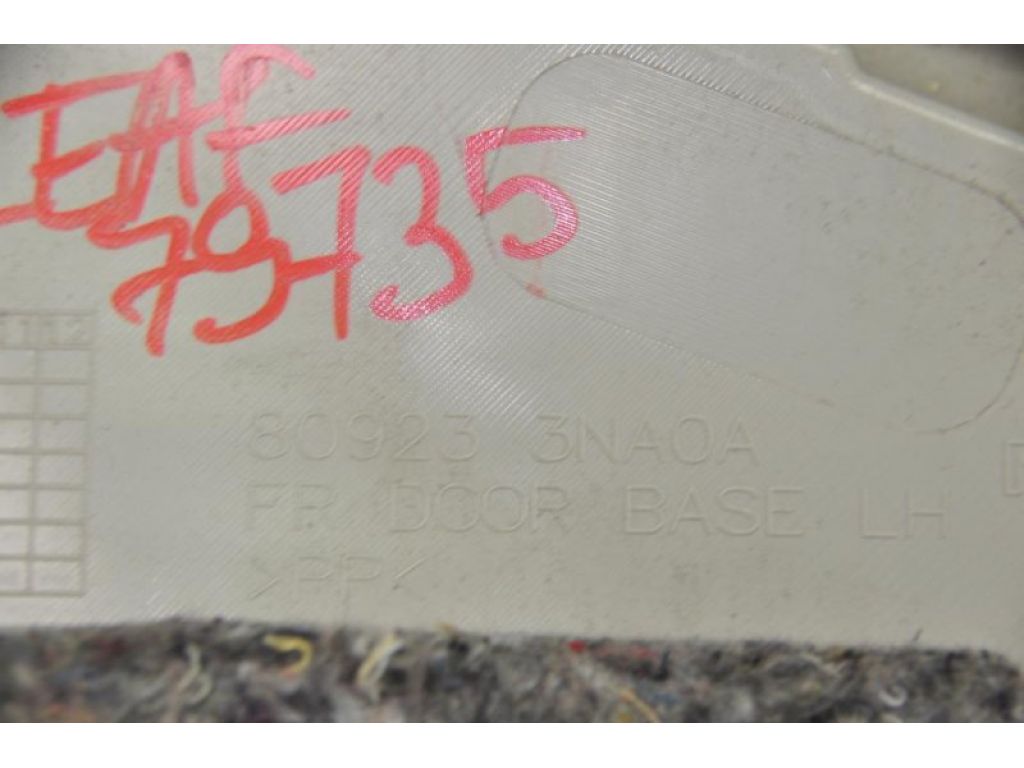 EAF
79735
80923 3NA0A
FR DOOR BASE LH
>PP<